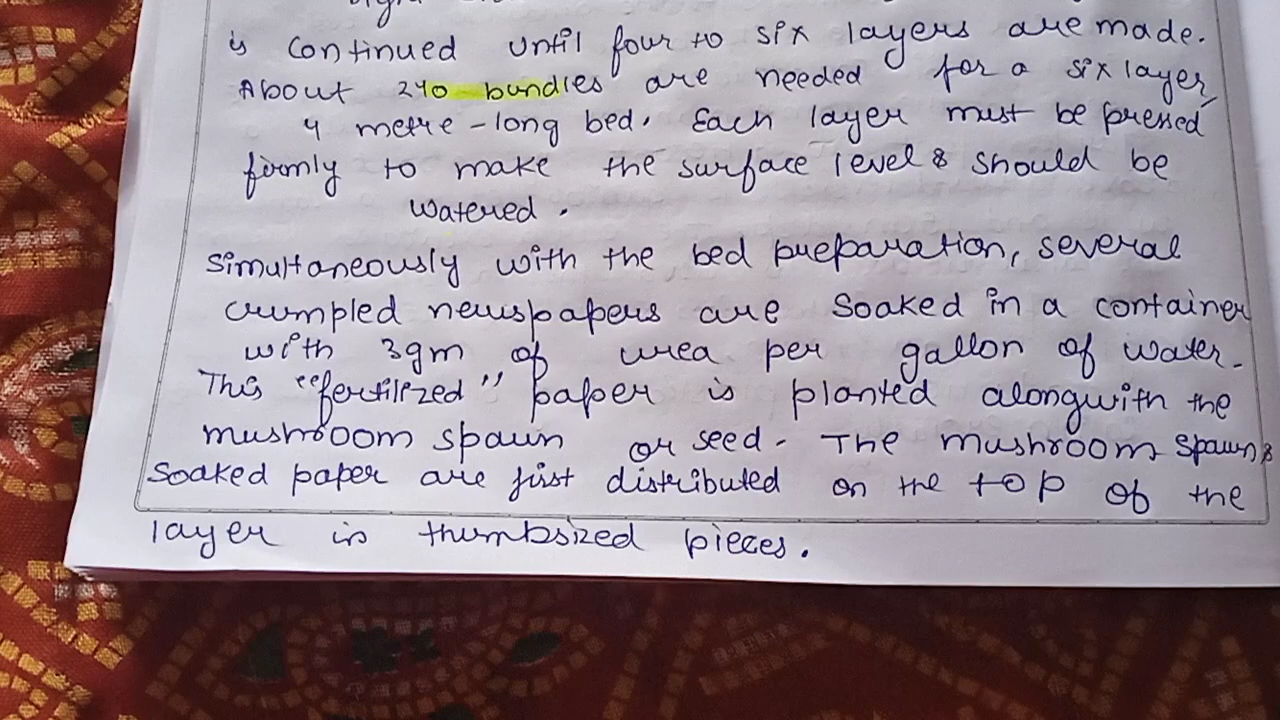 is continued until four to six layers are made.
About 240 bundles are needed for a six layer,
4 metre-long bed. Each layer must be pressed
firmly to make the surface level & should be
watered.
Simultaneously with the bed preparation, several
crumpled newspapers are soaked in a container
with 3gm of urea per gallon of water.
This "fertilized" paper is planted alongwith the
mushroom spawn or seed. The mushroom spawn &
soaked paper are first distributed on the top of the
layer in thumbsized pieces.